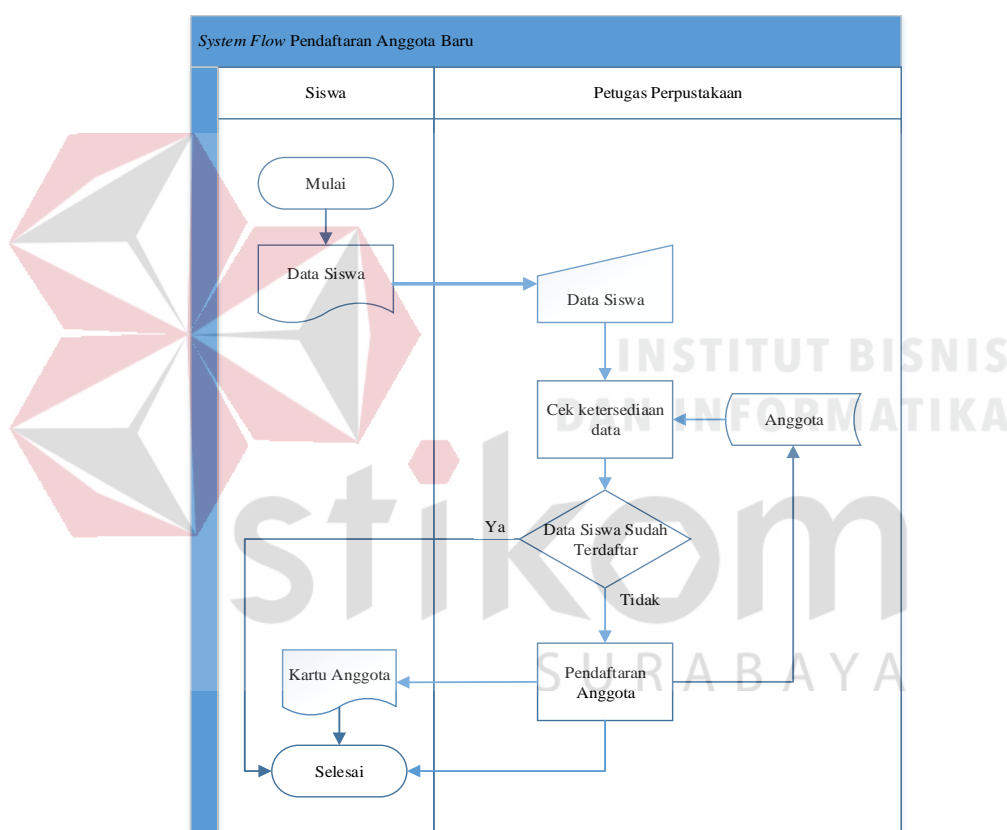 System Flow Pendaftaran Anggota Baru
Siswa
Petugas Perpustakaan
Mulai
Data Siswa
Data Siswa
INSTITUT BISNIS
DAN INFORMATIKA
Cek ketersediaan
data
Anggota
stikom
Ya
Data Siswa Sudah
Terdaftar
Tidak
SURABAYA
Kartu Anggota
Pendaftaran
Anggota
Selesai